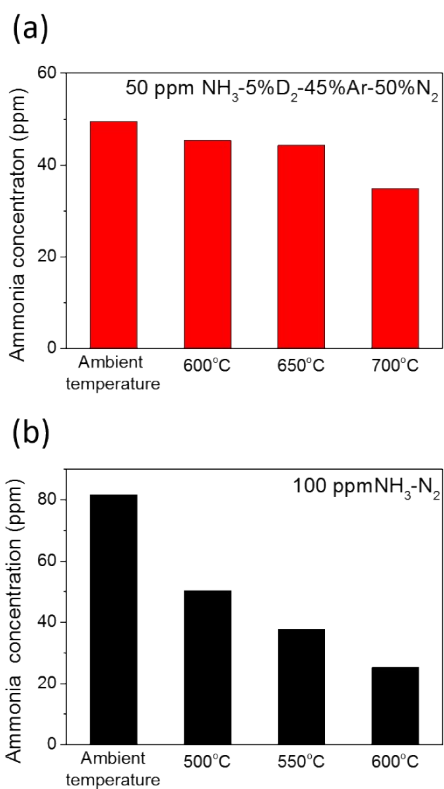 (a)
50 ppm NH₃-5%D₂-45%Ar-50%N₂
Ammonia concentraton (ppm)
60
40
20
0
Ambient
temperature
600°C
650°C
700°C
(b)
100 ppmNH₃-N₂
Ammonia concentration (ppm)
80
60
40
20
0
Ambient
temperature
500°C
550°C
600°C